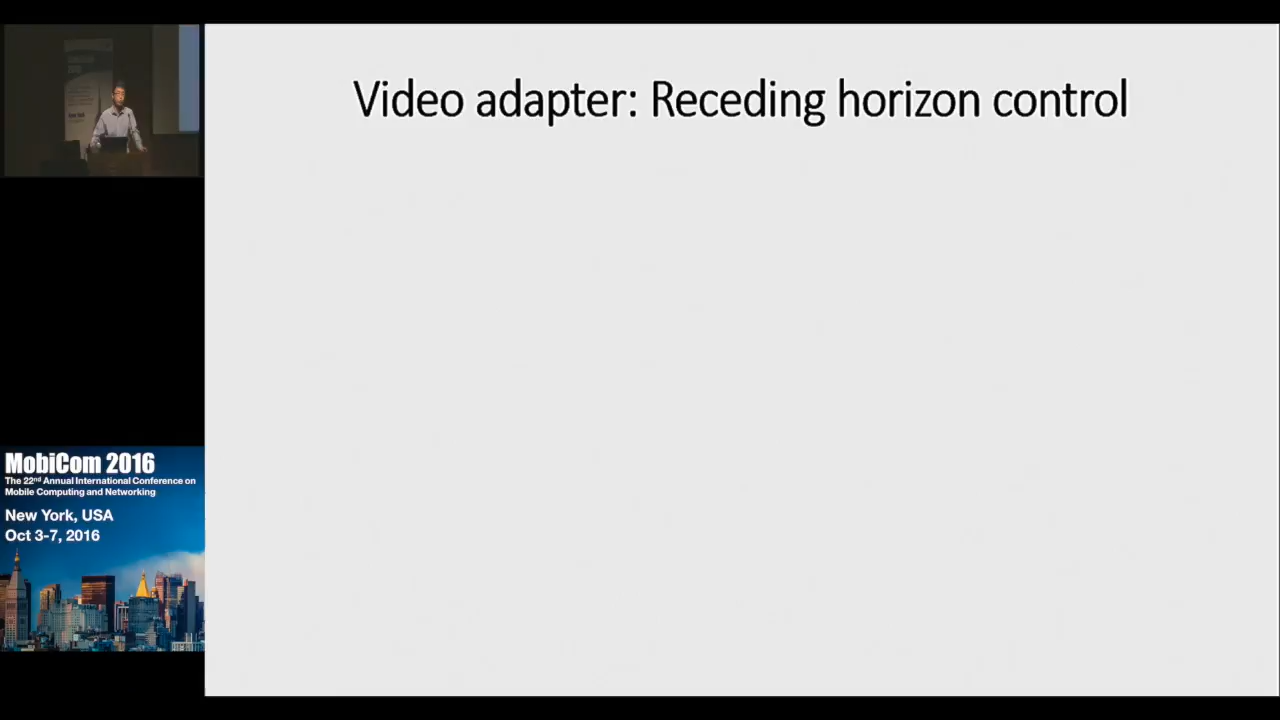 Video adapter: Receding horizon control
MobiCom 2016
The 22nd Annual International Conference on
Mobile Computing and Networking
New York, USA
Oct 3-7, 2016